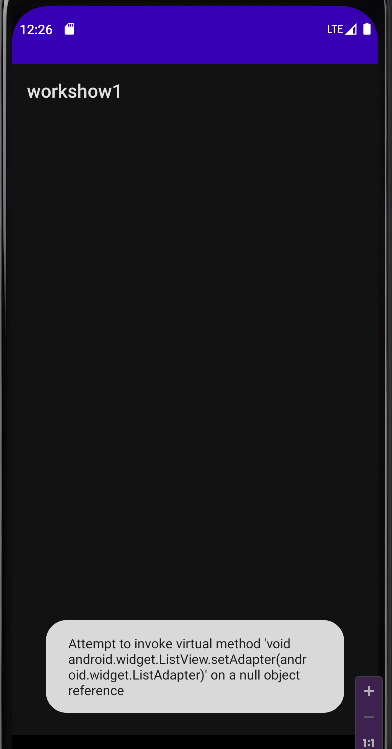 12:26
LTE
workshow1
Attempt to invoke virtual method 'void
android.widget.ListView.setAdapter(andr
oid.widget.ListAdapter)' on a null object
reference
+
−
1:1